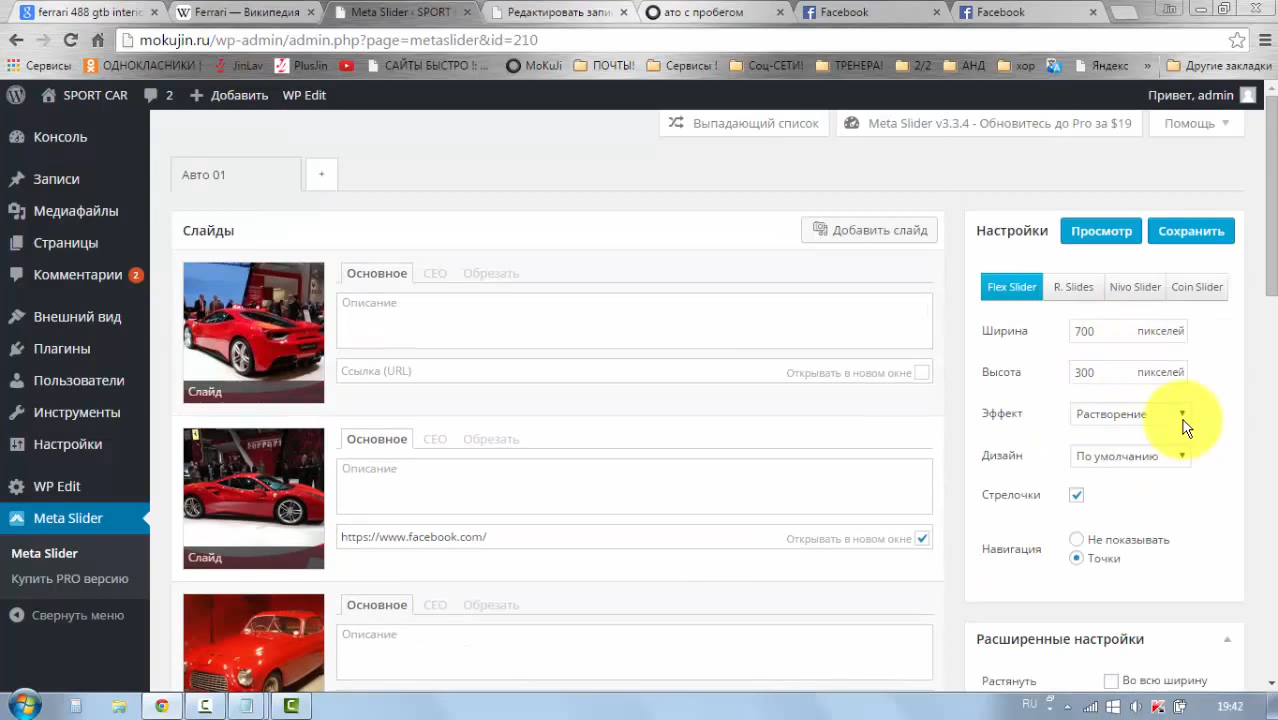 ferrari 488 gtb interio
Ferrari — Википедия
Meta Slider ‹ SPORT
Редактировать запи
ато с пробегом
Facebook
Facebook
mokujin.ru/wp-admin/admin.php?page=metaslider&id=210
Сервисы
ОДНОКЛАСНИКИ !
JinLav
PlusJin
САЙТЫ БЫСТРО !: ...
MoKuJi
ПОЧТЫ!
Сервисы !
Соц-СЕТИ!
ТРЕНЕРА!
2/2
АНД
хор
Яндекс
»
Другие закладки
SPORT CAR
2
Добавить
WP Edit
Привет, admin
Выпадающий список
Meta Slider v3.3.4 - Обновитесь до Pro за $19
Помощь
Консоль
Записи
Медиафайлы
Страницы
Комментарии 2
Внешний вид
Плагины
Пользователи
Инструменты
Настройки
WP Edit
Meta Slider
Meta Slider
Купить PRO версию
Свернуть меню
Авто 01
+
Слайды
Добавить слайд
Основное
СЕО
Обрезать
Описание
Ссылка (URL)
Открывать в новом окне
Слайд
Основное
СЕО
Обрезать
Описание
https://www.facebook.com/
Открывать в новом окне
Слайд
Основное
СЕО
Обрезать
Описание
Настройки
Просмотр
Сохранить
Flex Slider
R. Slides
Nivo Slider
Coin Slider
Ширина
700
пикселей
Высота
300
пикселей
Эффект
Растворение
Дизайн
По умолчанию
Стрелочки
Навигация
Не показывать
Точки
Расширенные настройки
Растянуть
Во всю ширину
RU
19:42